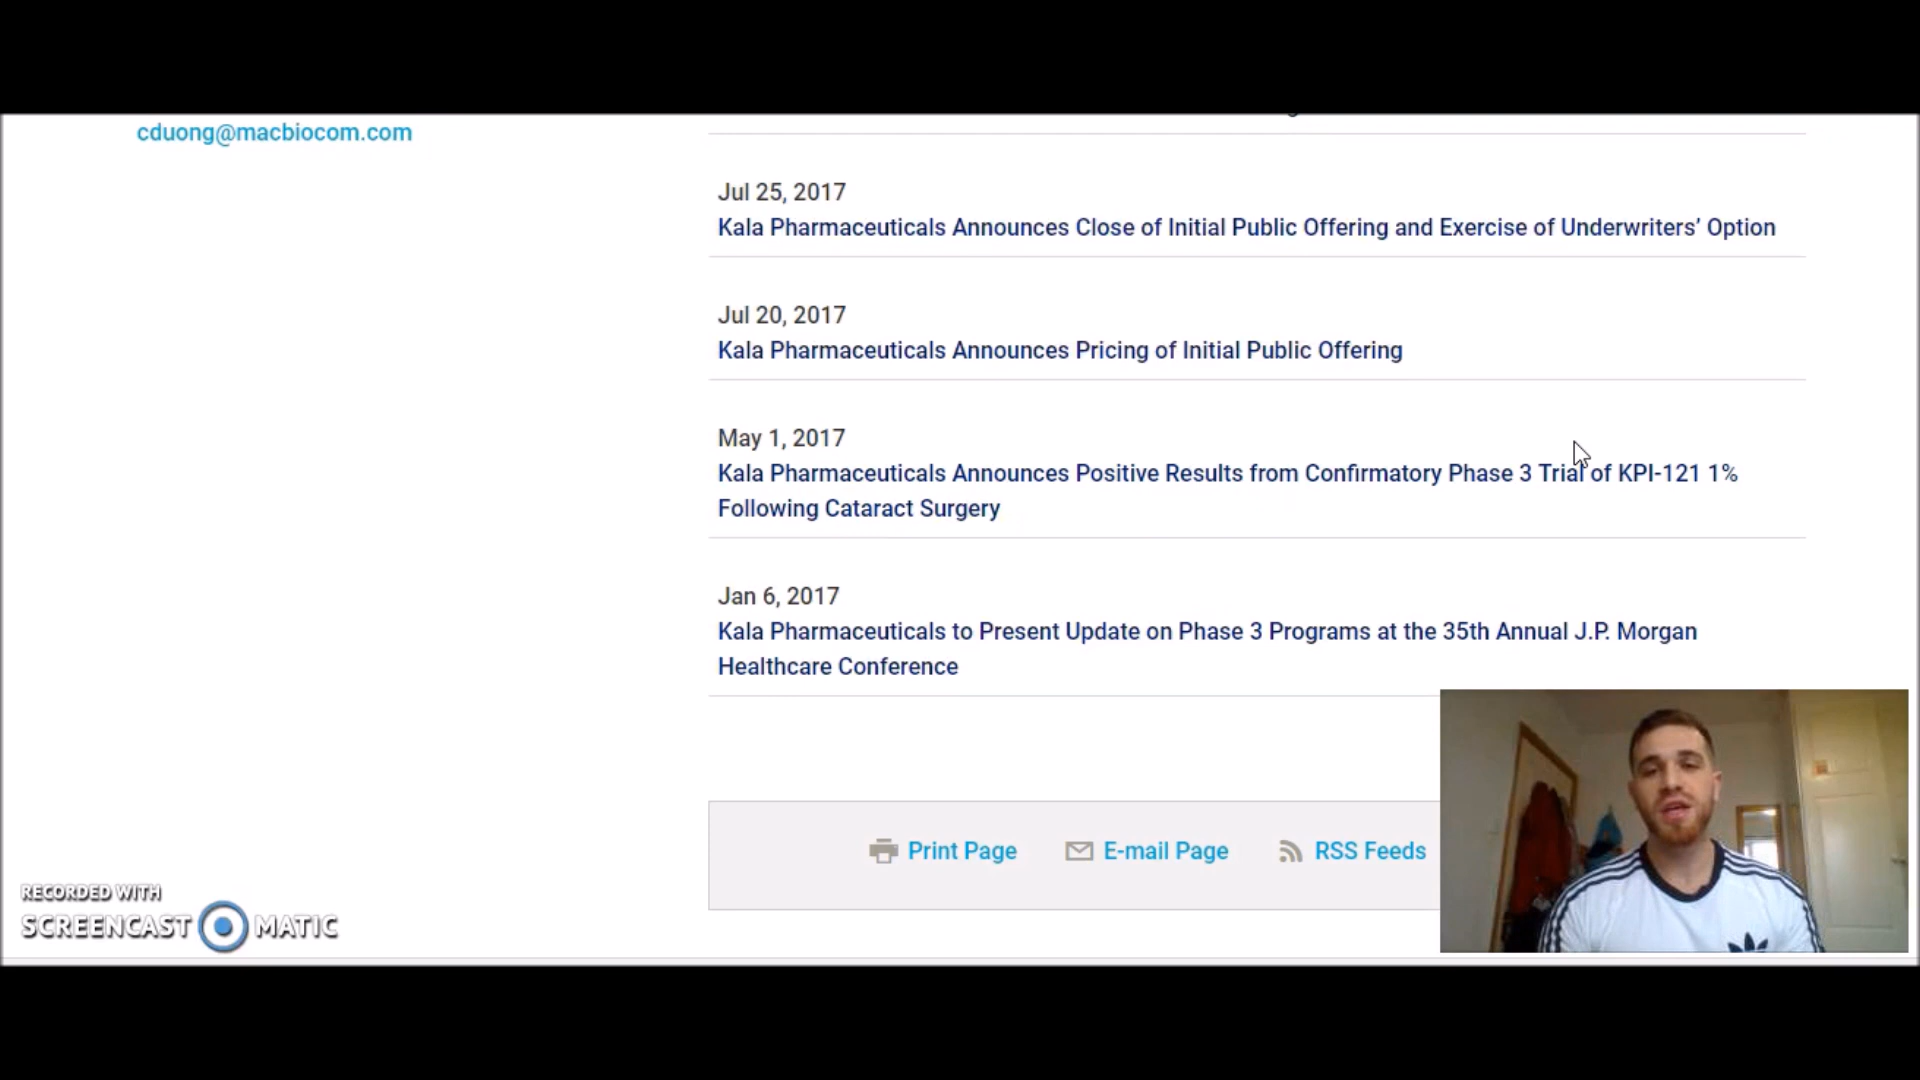 cduong@macbiocom.com
Jul 25, 2017
Kala Pharmaceuticals Announces Close of Initial Public Offering and Exercise of Underwriters’ Option
Jul 20, 2017
Kala Pharmaceuticals Announces Pricing of Initial Public Offering
May 1, 2017
Kala Pharmaceuticals Announces Positive Results from Confirmatory Phase 3 Trial of KPI-121 1%
Following Cataract Surgery
Jan 6, 2017
Kala Pharmaceuticals to Present Update on Phase 3 Programs at the 35th Annual J.P. Morgan
Healthcare Conference
Print Page
E-mail Page
RSS Feeds
RECORDED WITH
SCREENCAST MATIC